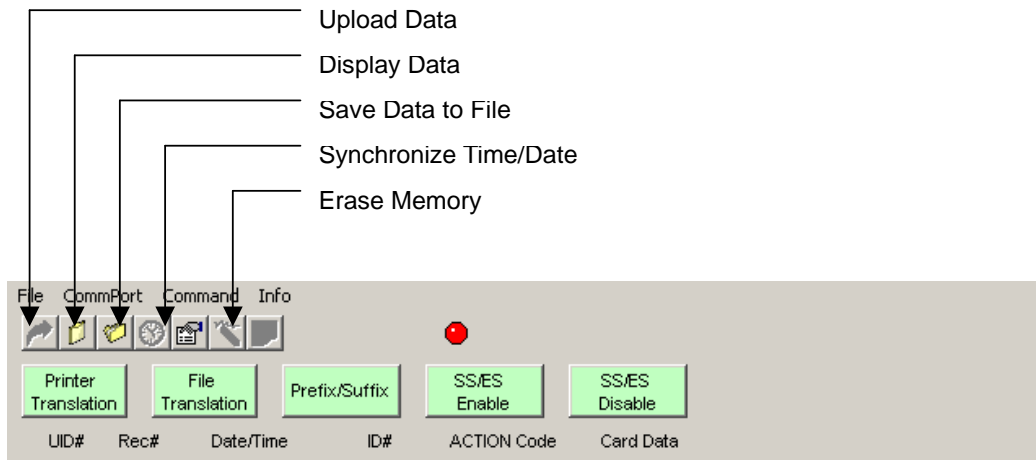 Upload Data
Display Data
Save Data to File
Synchronize Time/Date
Erase Memory
File CommPort Command Info
Printer Translation File Translation Prefix/Suffix SS/ES Enable SS/ES Disable
UID# Rec# Date/Time ID# ACTION Code Card Data